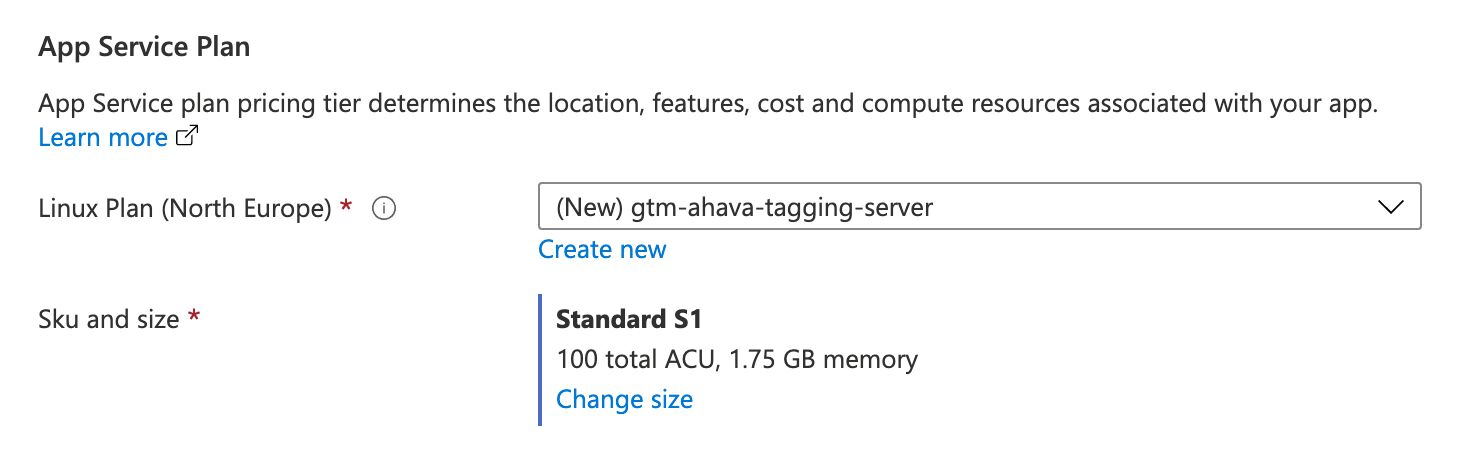 App Service Plan
App Service plan pricing tier determines the location, features, cost and compute resources associated with your app.
Learn more
Linux Plan (North Europe) *
(New) gtm-ahava-tagging-server
Create new
Sku and size *
Standard S1
100 total ACU, 1.75 GB memory
Change size